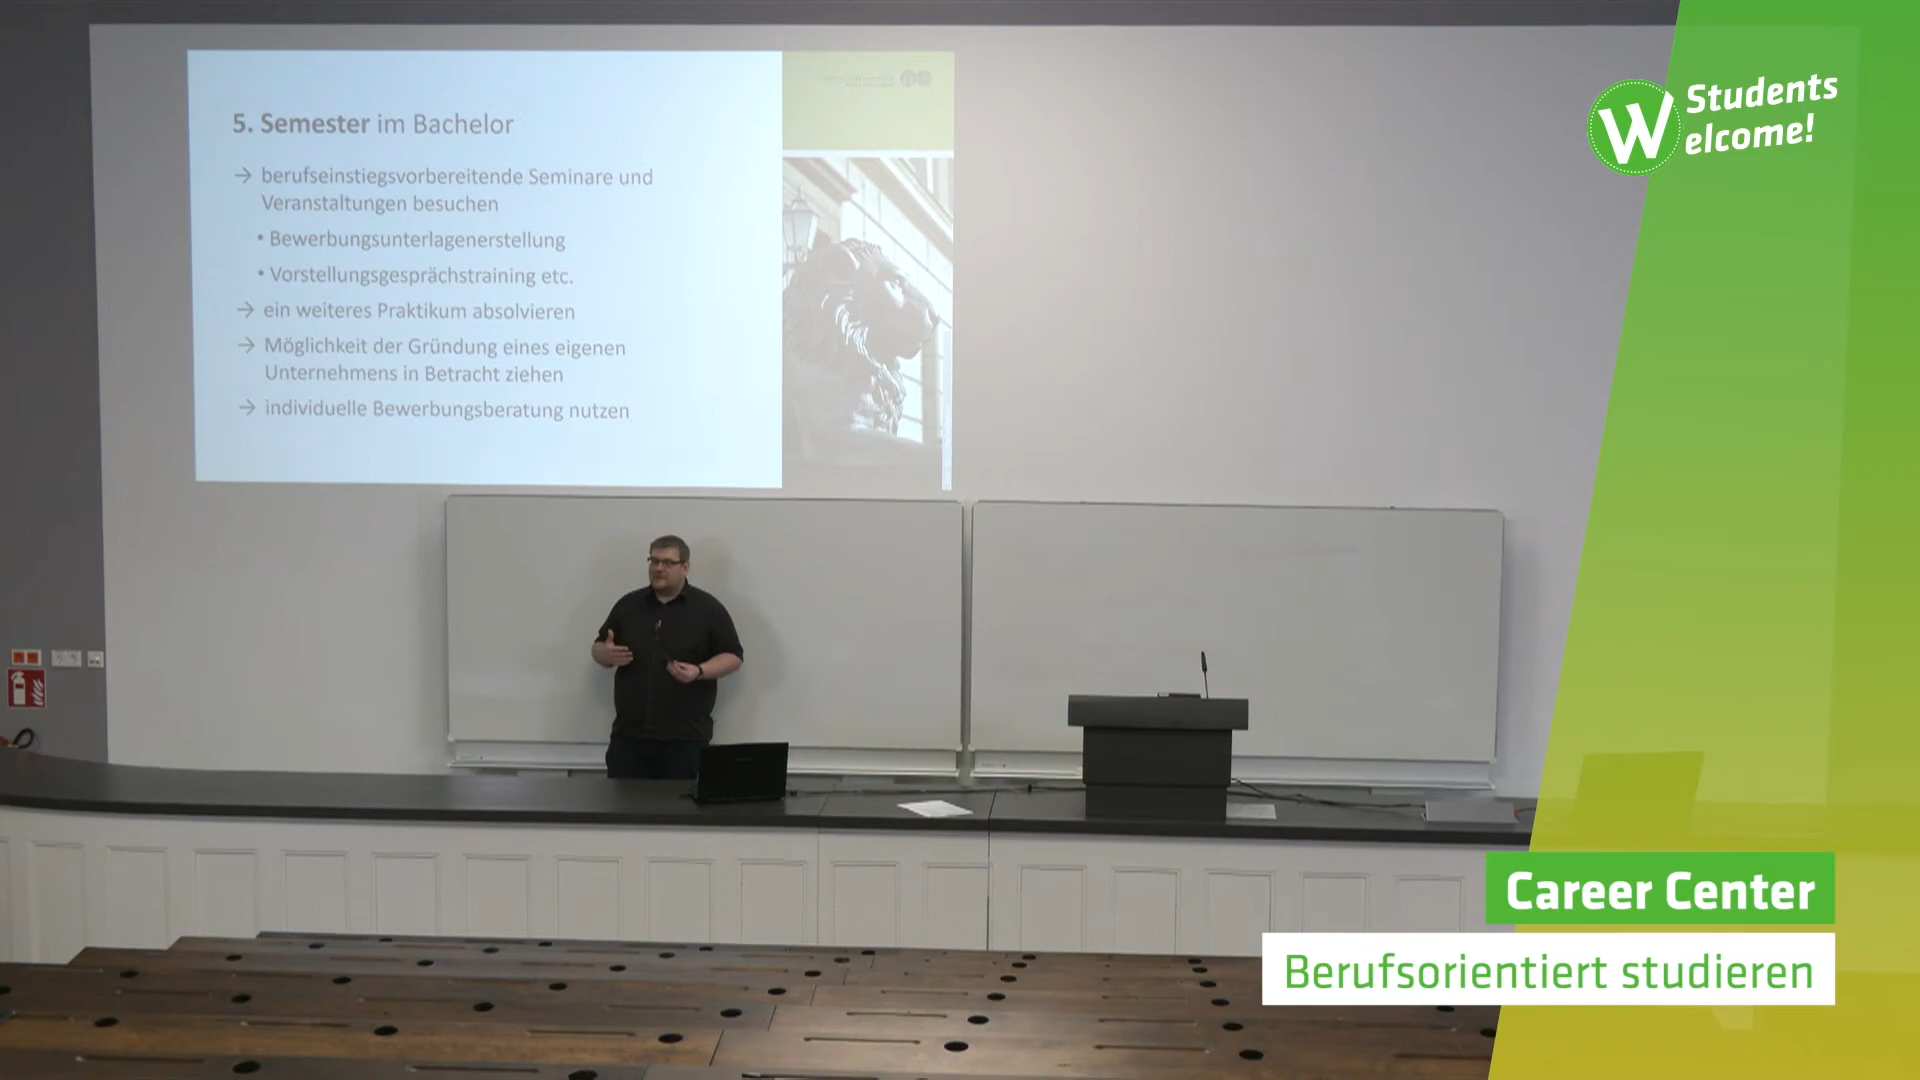 5. Semester im Bachelor
→ berufseinstiegsvorbereitende Seminare und
Veranstaltungen besuchen
• Bewerbungsunterlagenerstellung
• Vorstellungsgesprächstraining etc.
→ ein weiteres Praktikum absolvieren
→ Möglichkeit der Gründung eines eigenen
Unternehmens in Betracht ziehen
→ individuelle Bewerbungsberatung nutzen
Students
Welcome!
Career Center
Berufsorientiert studieren